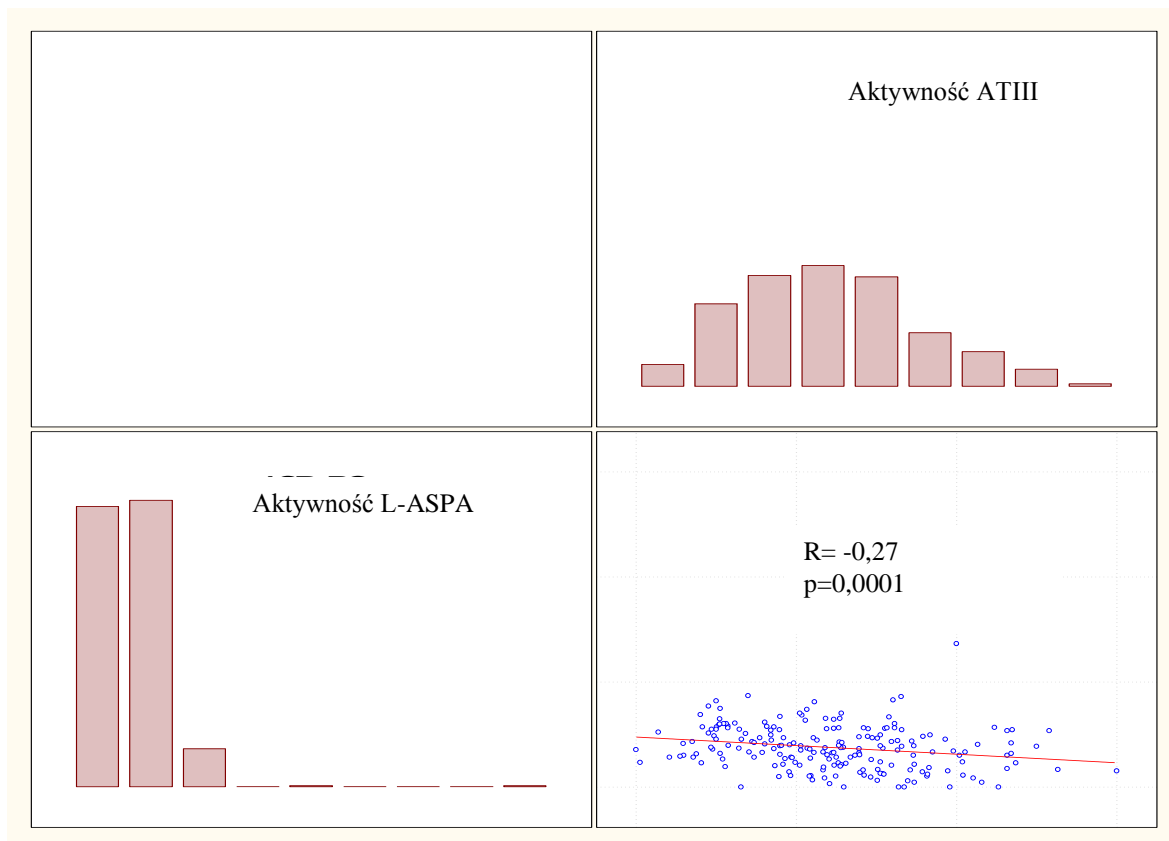 Aktywność ATIII
Aktywność L-ASPA
R= -0,27
p=0,0001